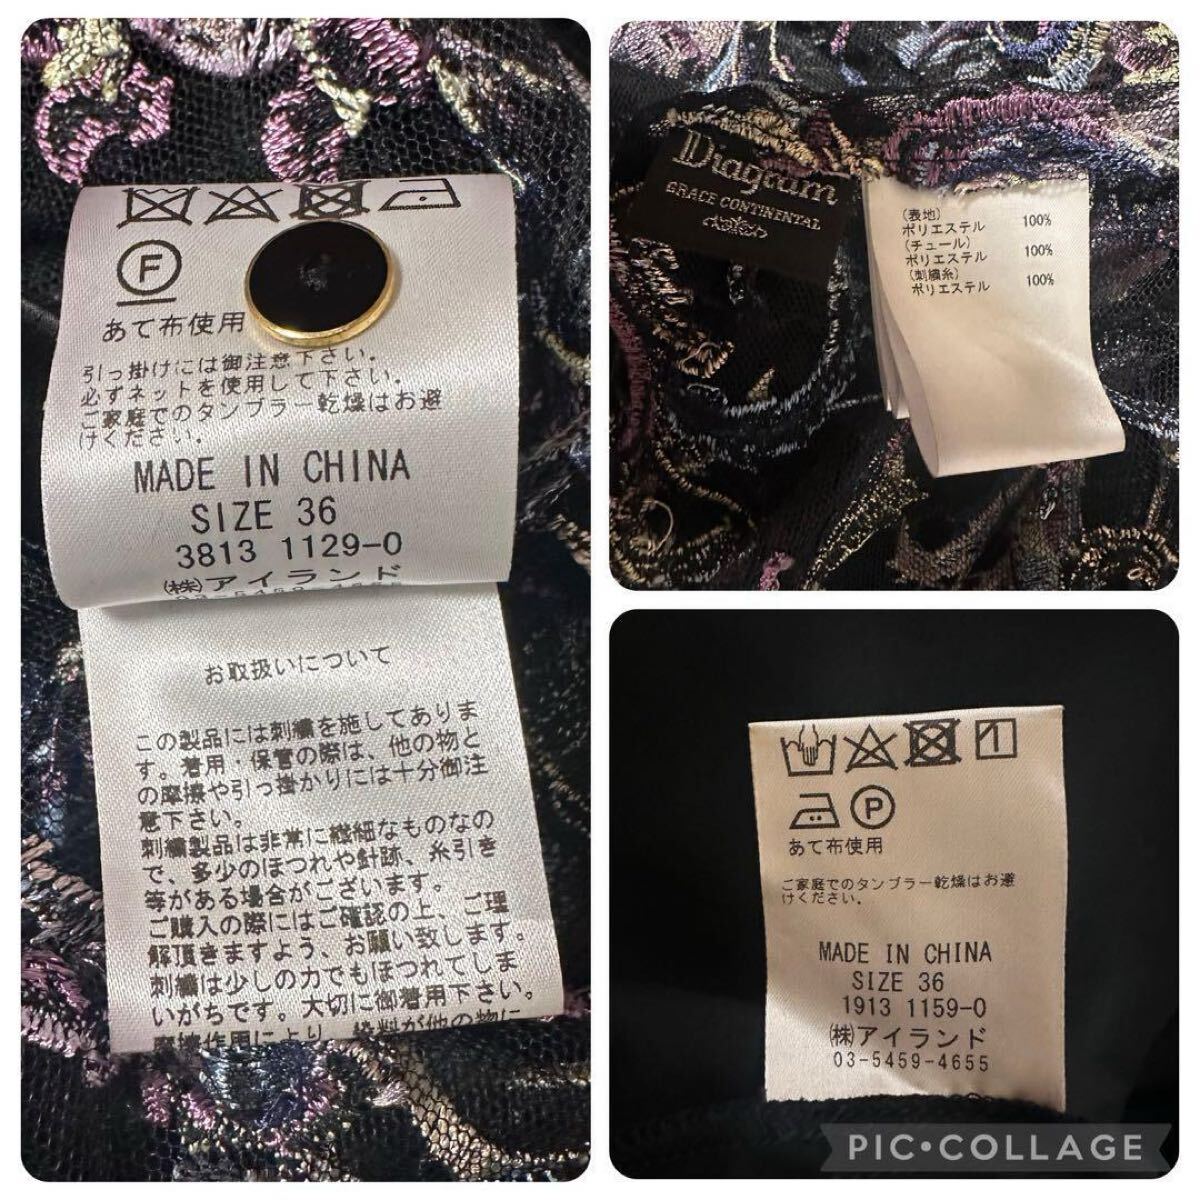 F
あて布使用
引っ掛けには御注意下さい。
必ずネットを使用して下さい。
ご家庭でのタンブラー乾燥はお避
けください。
MADE IN CHINA
SIZE 36
3813 1129-0
㈱アイランド
お取扱いについて
この製品には刺繍を施してありま
す。着用・保管の際は、他の物と
の摩擦や引っ掛かりには十分御注
意下さい。
刺繍製品は非常に繊細なものなの
で、多少のほつれや針跡、糸引き
等がある場合がございます。
ご購入の際にはご確認の上、ご理
解頂きますよう、お願い致します。
刺繍は少しの力でもほつれてしま
いがちです。大切に御着用下さい。
摩擦作用により、染料が他の物に
Diagram
GRACE CONTINENTAL
(表地)
ポリエステル 100%
(チュール)
ポリエステル 100%
(刺繍糸)
ポリエステル 100%
P
あて布使用
ご家庭でのタンブラー乾燥はお避
けください。
MADE IN CHINA
SIZE 36
1913 1159-0
㈱アイランド
03-5459-4655
PIC•COLLAGE